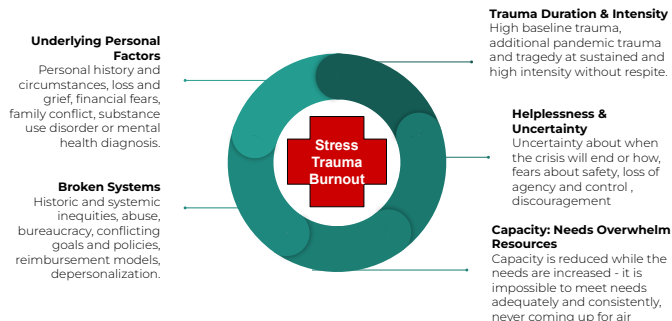 Underlying Personal
Factors
Personal history and
circumstances, loss and
grief, financial fears,
family conflict, substance
use disorder or mental
health diagnosis.
Broken Systems
Historic and systemic
inequities, abuse,
bureaucracy, conflicting
goals and policies,
reimbursement models,
depersonalization.
Stress
Trauma
Burnout
Trauma Duration & Intensity
High baseline trauma,
additional pandemic trauma
and tragedy at sustained and
high intensity without respite.
Helplessness &
Uncertainty
Uncertainty about when
the crisis will end or how,
fears about safety, loss of
agency and control ,
discouragement
Capacity: Needs Overwhelm
Resources
Capacity is reduced while the
needs are increased - it is
impossible to meet needs
adequately and consistently,
never coming up for air